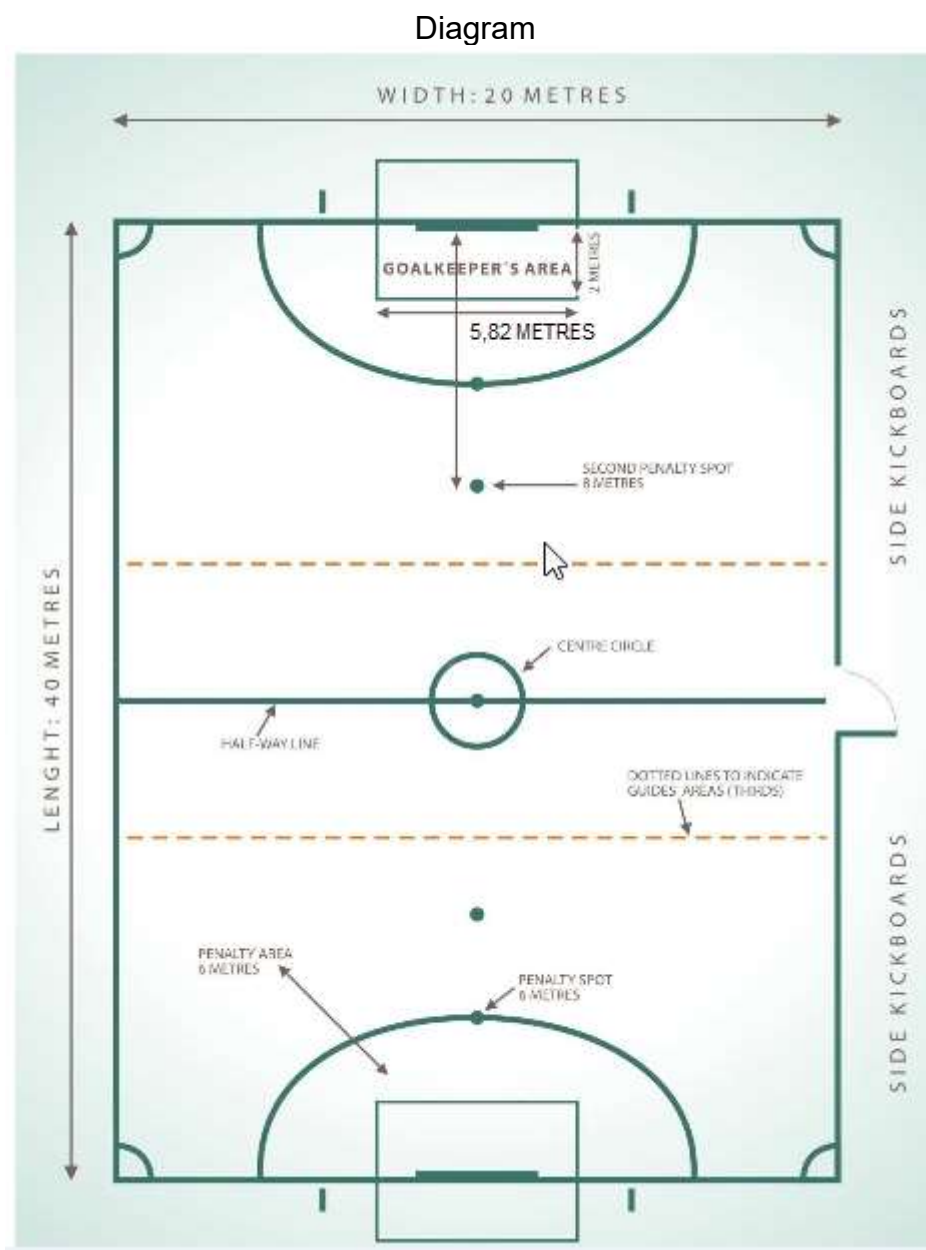 Diagram
WIDTH: 20 METRES
GOALKEEPER´S AREA
2 METRES
5,82 METRES
SIDE KICKBOARDS
SECOND PENALTY SPOT
8 METRES
LENGHT: 40 METRES
CENTRE CIRCLE
HALF-WAY LINE
DOTTED LINES TO INDICATE
GUIDES´ AREAS (THIRDS)
SIDE KICKBOARDS
PENALTY AREA
6 METRES
PENALTY SPOT
6 METRES